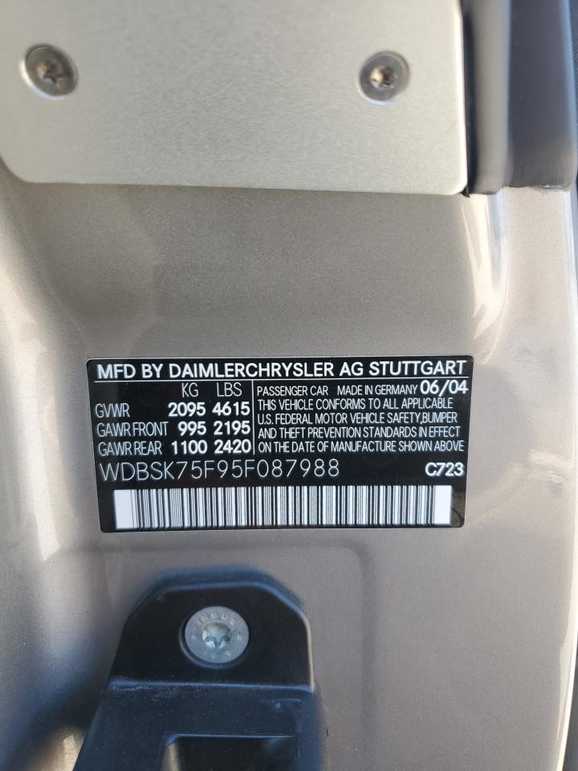 MFD BY DAIMLERCHRYSLER AG STUTTGART
KG LBS
GVWR 2095 4615
GAWR FRONT 995 2195
GAWR REAR 1100 2420
PASSENGER CAR MADE IN GERMANY 06/04
THIS VEHICLE CONFORMS TO ALL APPLICABLE
U.S. FEDERAL MOTOR VEHICLE SAFETY, BUMPER
AND THEFT PREVENTION STANDARDS IN EFFECT
ON THE DATE OF MANUFACTURE SHOWN ABOVE
WDBSK75F95F087988
C723